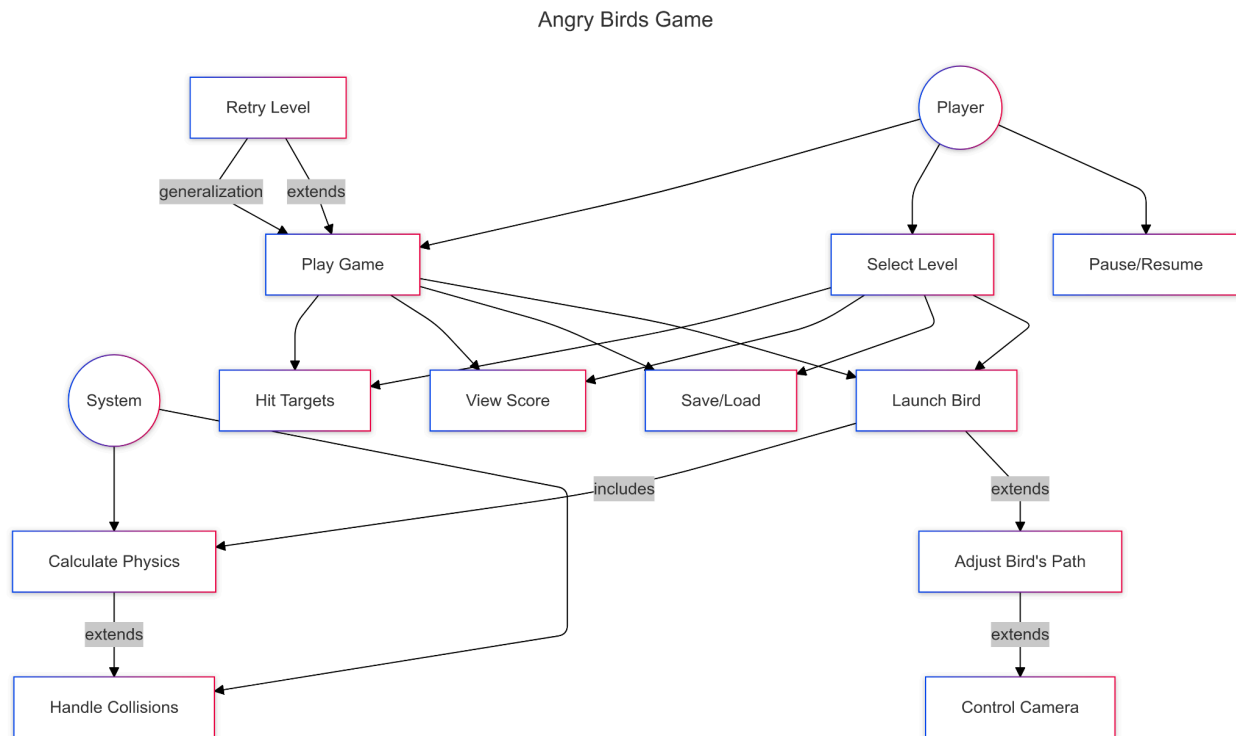 Angry Birds Game
Retry Level
Player
generalization
extends
Play Game
Select Level
Pause/Resume
System
Hit Targets
View Score
Save/Load
Launch Bird
includes
extends
Calculate Physics
Adjust Bird's Path
extends
extends
Handle Collisions
Control Camera